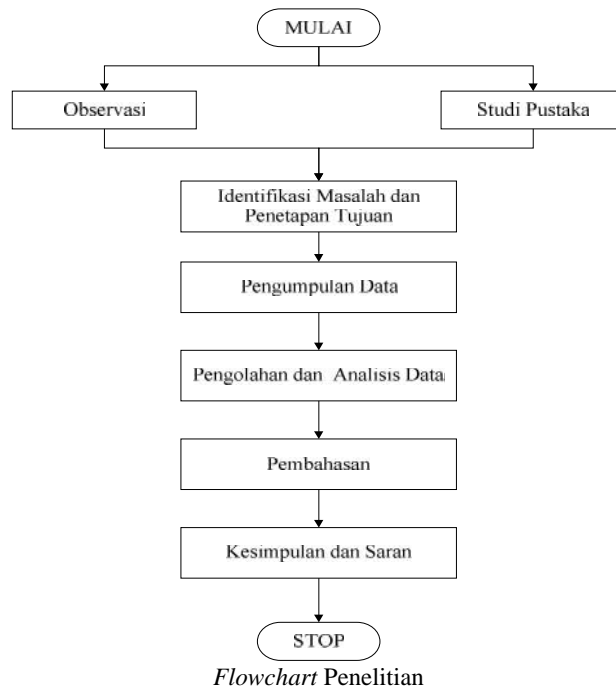 MULAI
Observasi
Studi Pustaka
Identifikasi Masalah dan
Penetapan Tujuan
Pengumpulan Data
Pengolahan dan Analisis Data
Pembahasan
Kesimpulan dan Saran
STOP
Flowchart Penelitian